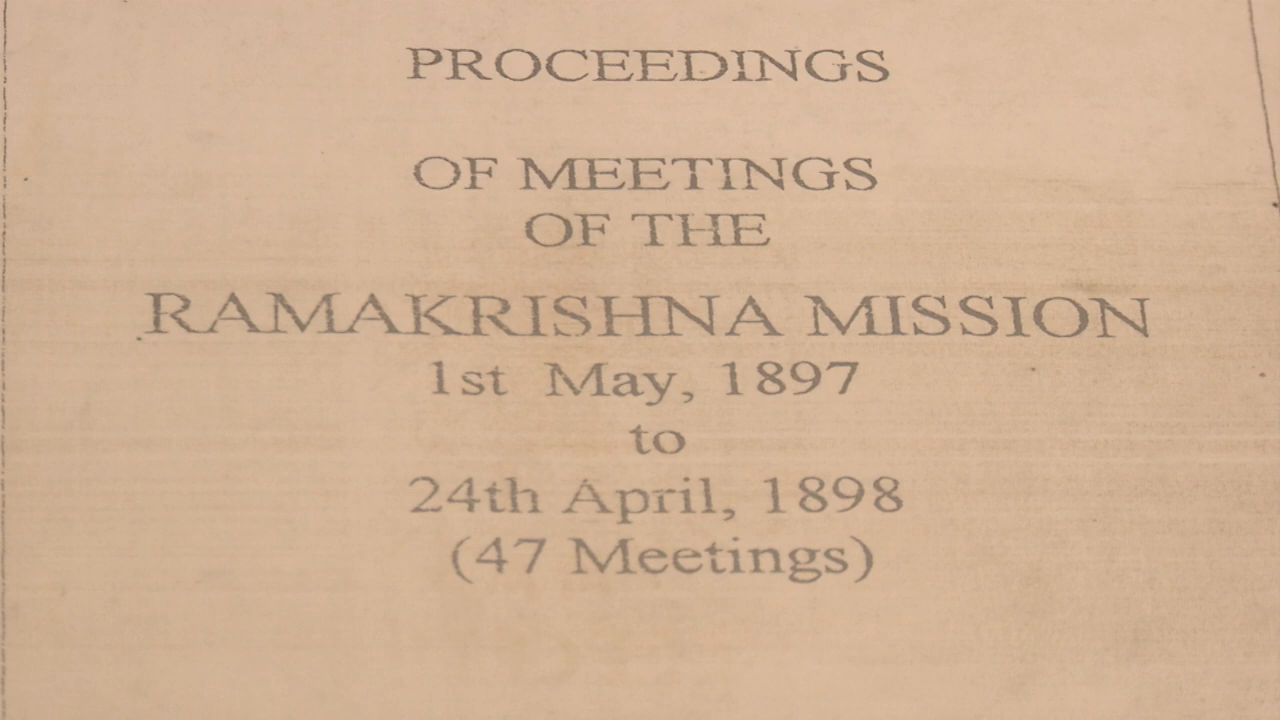 PROCEEDINGS
OF MEETINGS
OF THE
RAMAKRISHNA MISSION
1st May, 1897
to
24th April, 1898
(47 Meetings)